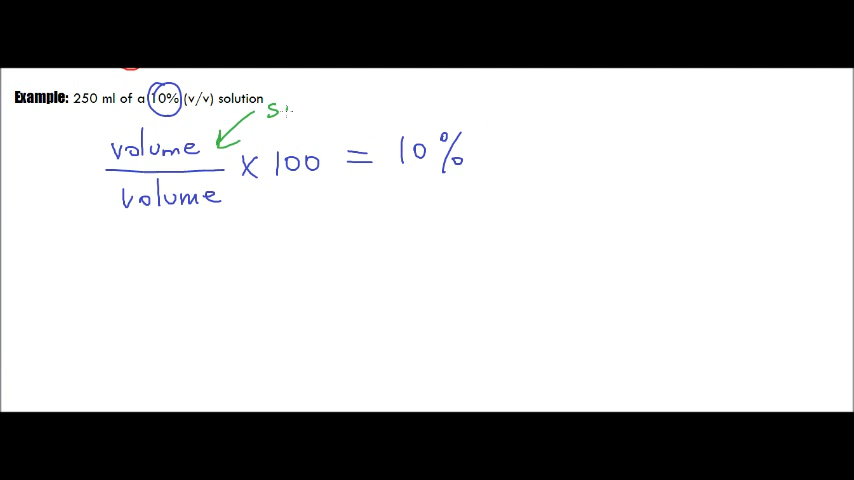 Example: 250 ml of a 10% (v/v) solution
volume
volume
x 100 = 10%